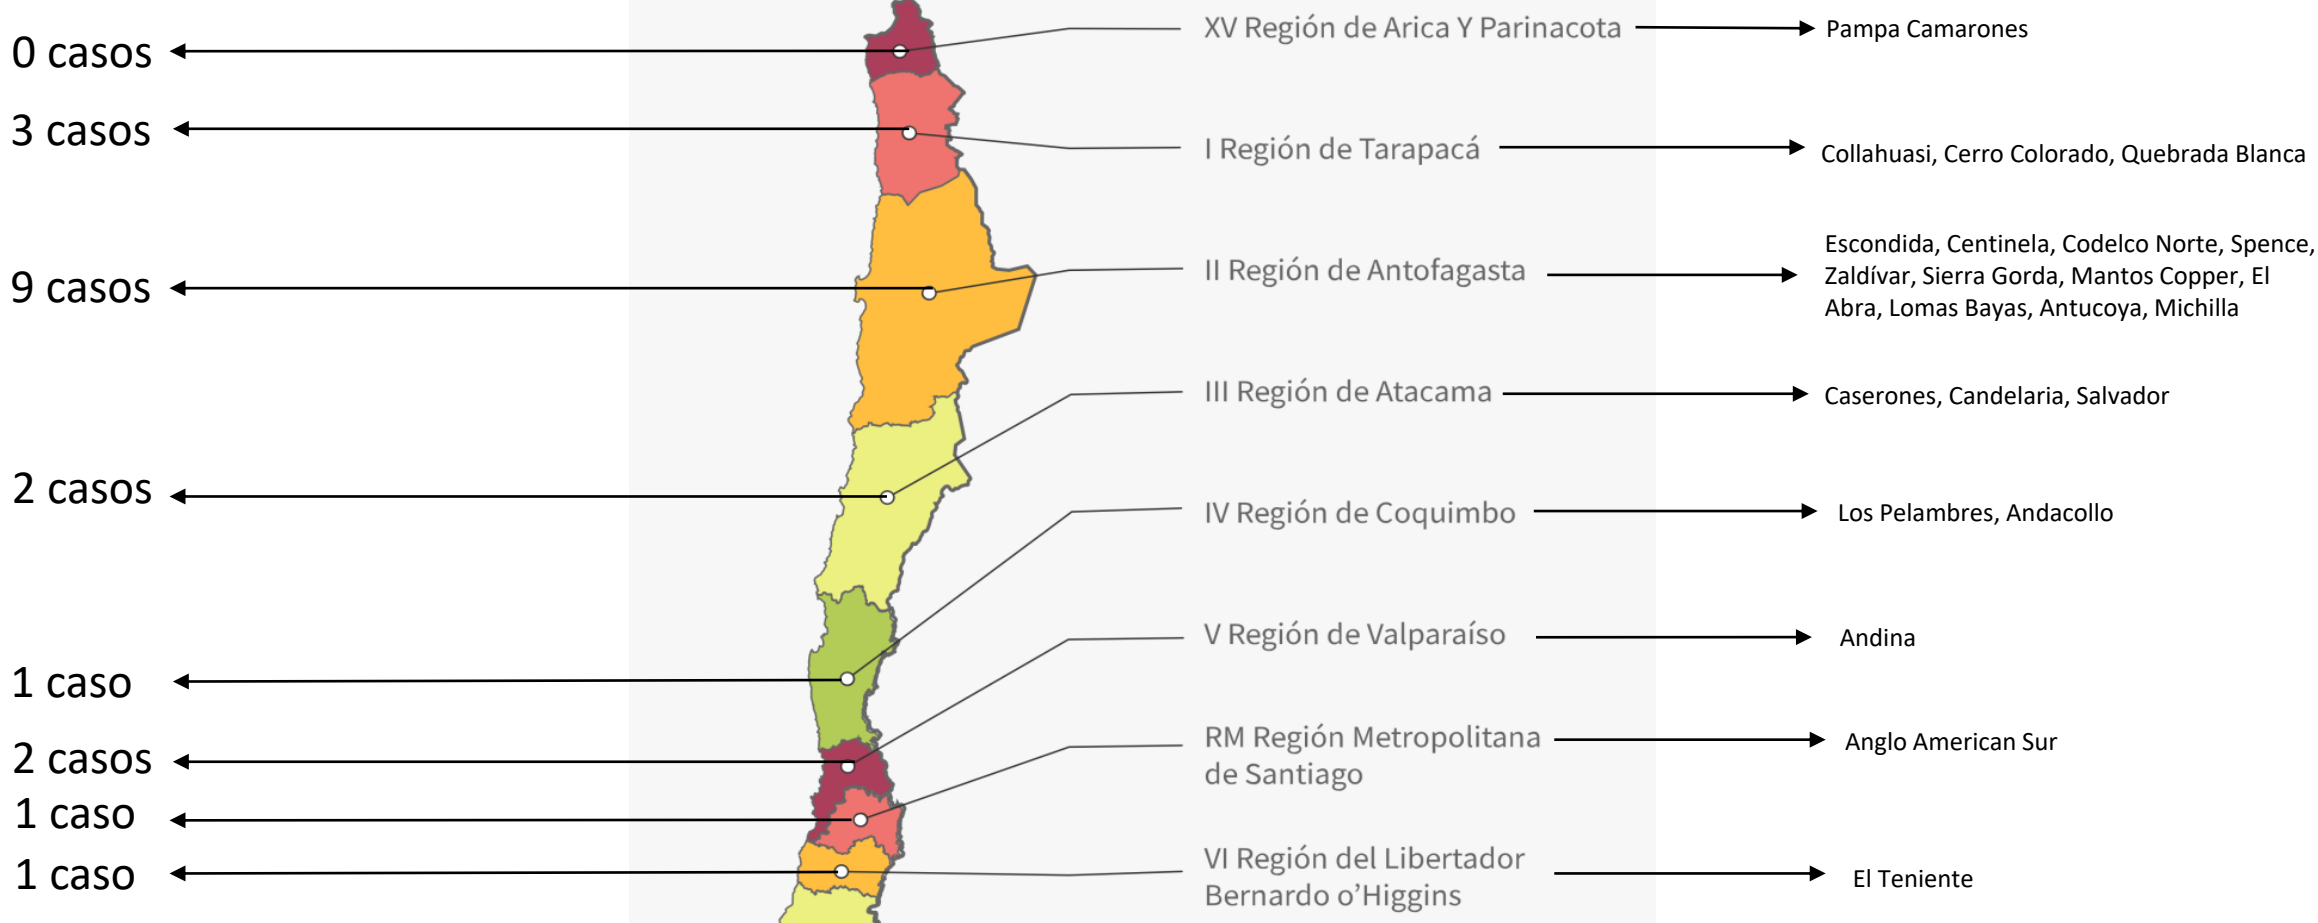 0 casos
XV Región de Arica Y Parinacota
Pampa Camarones
3 casos
I Región de Tarapacá
Collahuasi, Cerro Colorado, Quebrada Blanca
9 casos
II Región de Antofagasta
Escondida, Centinela, Codelco Norte, Spence,
Zaldívar, Sierra Gorda, Mantos Copper, El
Abra, Lomas Bayas, Antucoya, Michilla
2 casos
III Región de Atacama
Caserones, Candelaria, Salvador
1 caso
IV Región de Coquimbo
Los Pelambres, Andacollo
2 casos
V Región de Valparaíso
Andina
1 caso
RM Región Metropolitana
de Santiago
Anglo American Sur
1 caso
VI Región del Libertador
Bernardo o’Higgins
El Teniente